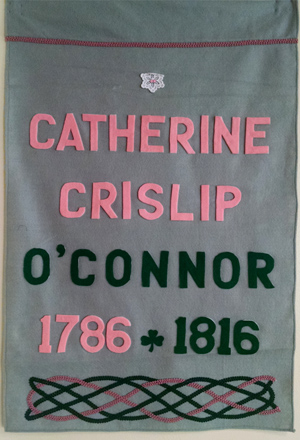 CATHERINE
CRISLIP
O'CONNOR
1786 ☘ 1816